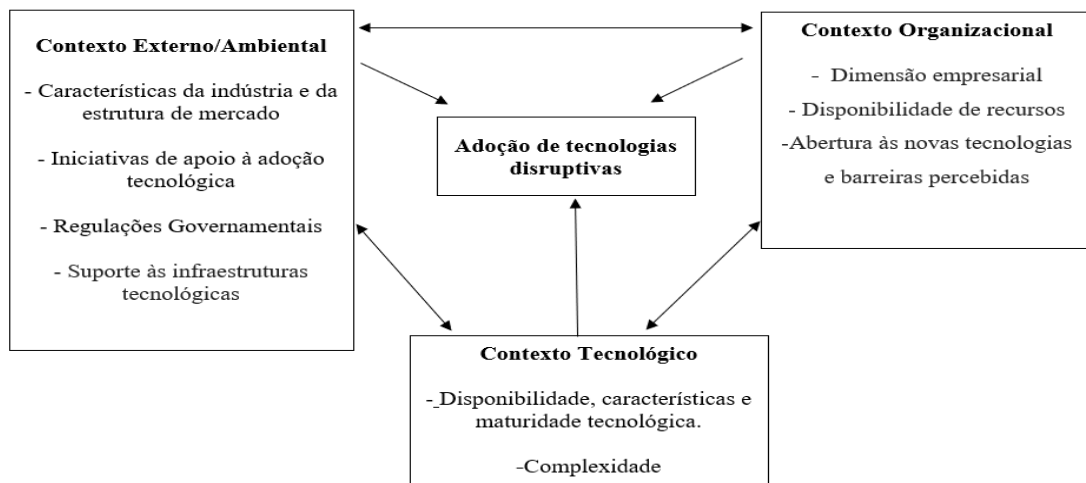 Contexto Externo/Ambiental
- Características da indústria e da
estrutura de mercado
- Iniciativas de apoio à adoção
tecnológica
- Regulações Governamentais
- Suporte às infraestruturas
tecnológicas
Contexto Organizacional
- Dimensão empresarial
- Disponibilidade de recursos
-Abertura às novas tecnologias
e barreiras percebidas
Adoção de tecnologias
disruptivas
Contexto Tecnológico
- Disponibilidade, características e
maturidade tecnológica.
-Complexidade